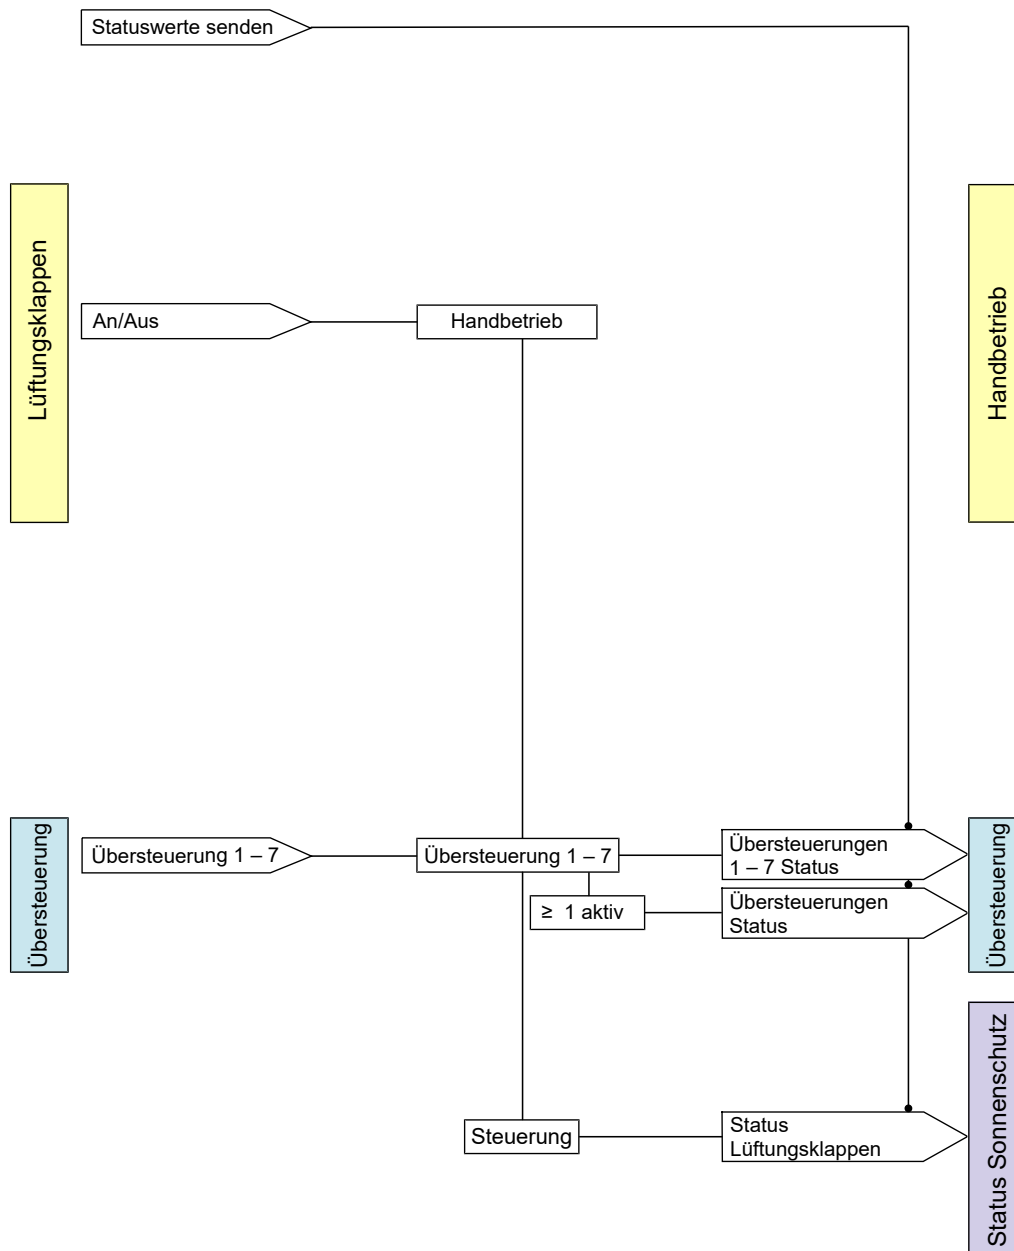 Statuswerte senden
Lüftungsklappen
Handbetrieb
An/Aus
Handbetrieb
Übersteuerung
Übersteuerung 1 – 7
Übersteuerung 1 – 7
Übersteuerungen
1 – 7 Status
Übersteuerung
≥ 1 aktiv
Übersteuerungen
Status
Status Sonnenschutz
Steuerung
Status
Lüftungsklappen